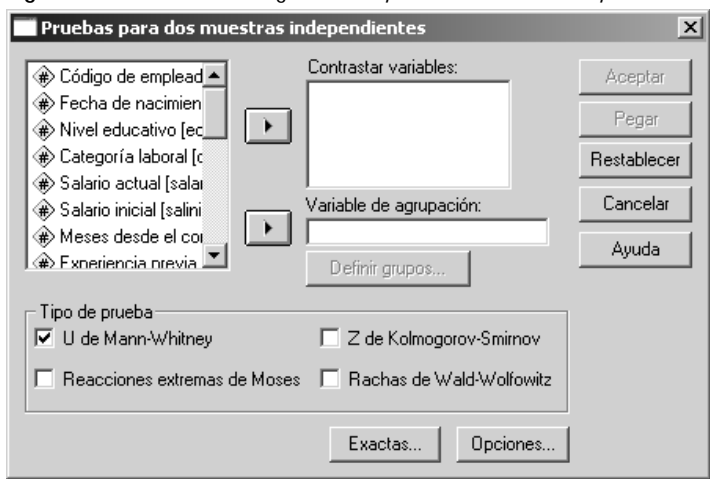 Pruebas para dos muestras independientes
Código de emplead
Fecha de nacimien
Nivel educativo [ec
Categoría laboral [c
Salario actual [salar
Salario inicial [salini
Meses desde el con
Experiencia previa
Contrastar variables:
Variable de agrupación:
Definir grupos...
Aceptar
Pegar
Restablecer
Cancelar
Ayuda
Tipo de prueba
U de Mann-Whitney
Z de Kolmogorov-Smirnov
Reacciones extremas de Moses
Rachas de Wald-Wolfowitz
Exactas...
Opciones...